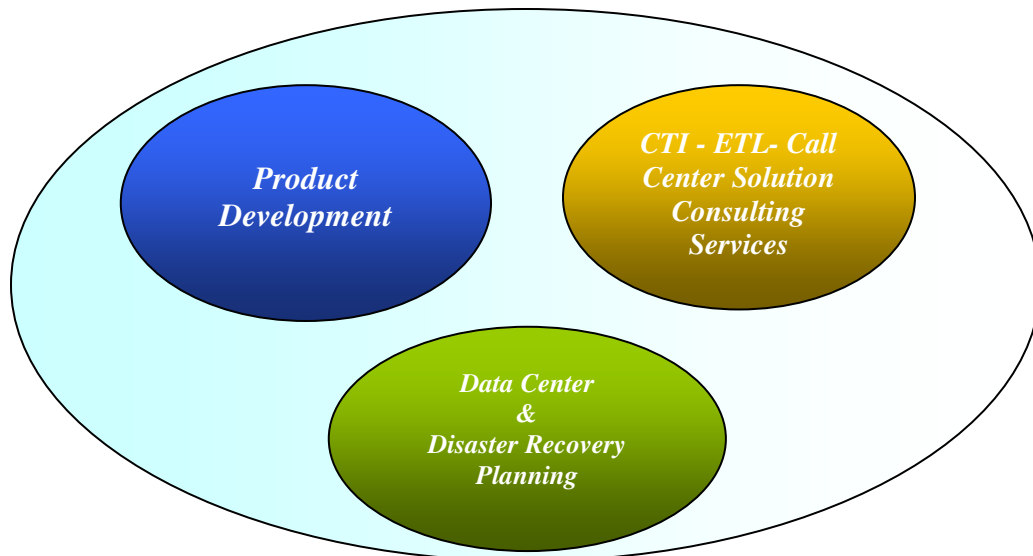 Product
Development
CTI - ETL- Call
Center Solution
Consulting
Services
Data Center
&
Disaster Recovery
Planning